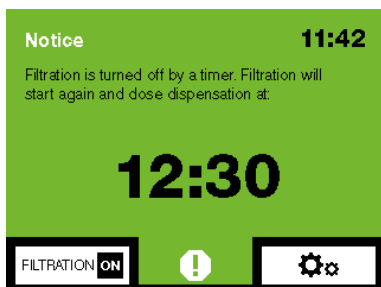 Notice 11:42
Filtration is turned off by a timer. Filtration will
start again and dose dispensation at:
12:30
FILTRATION ON